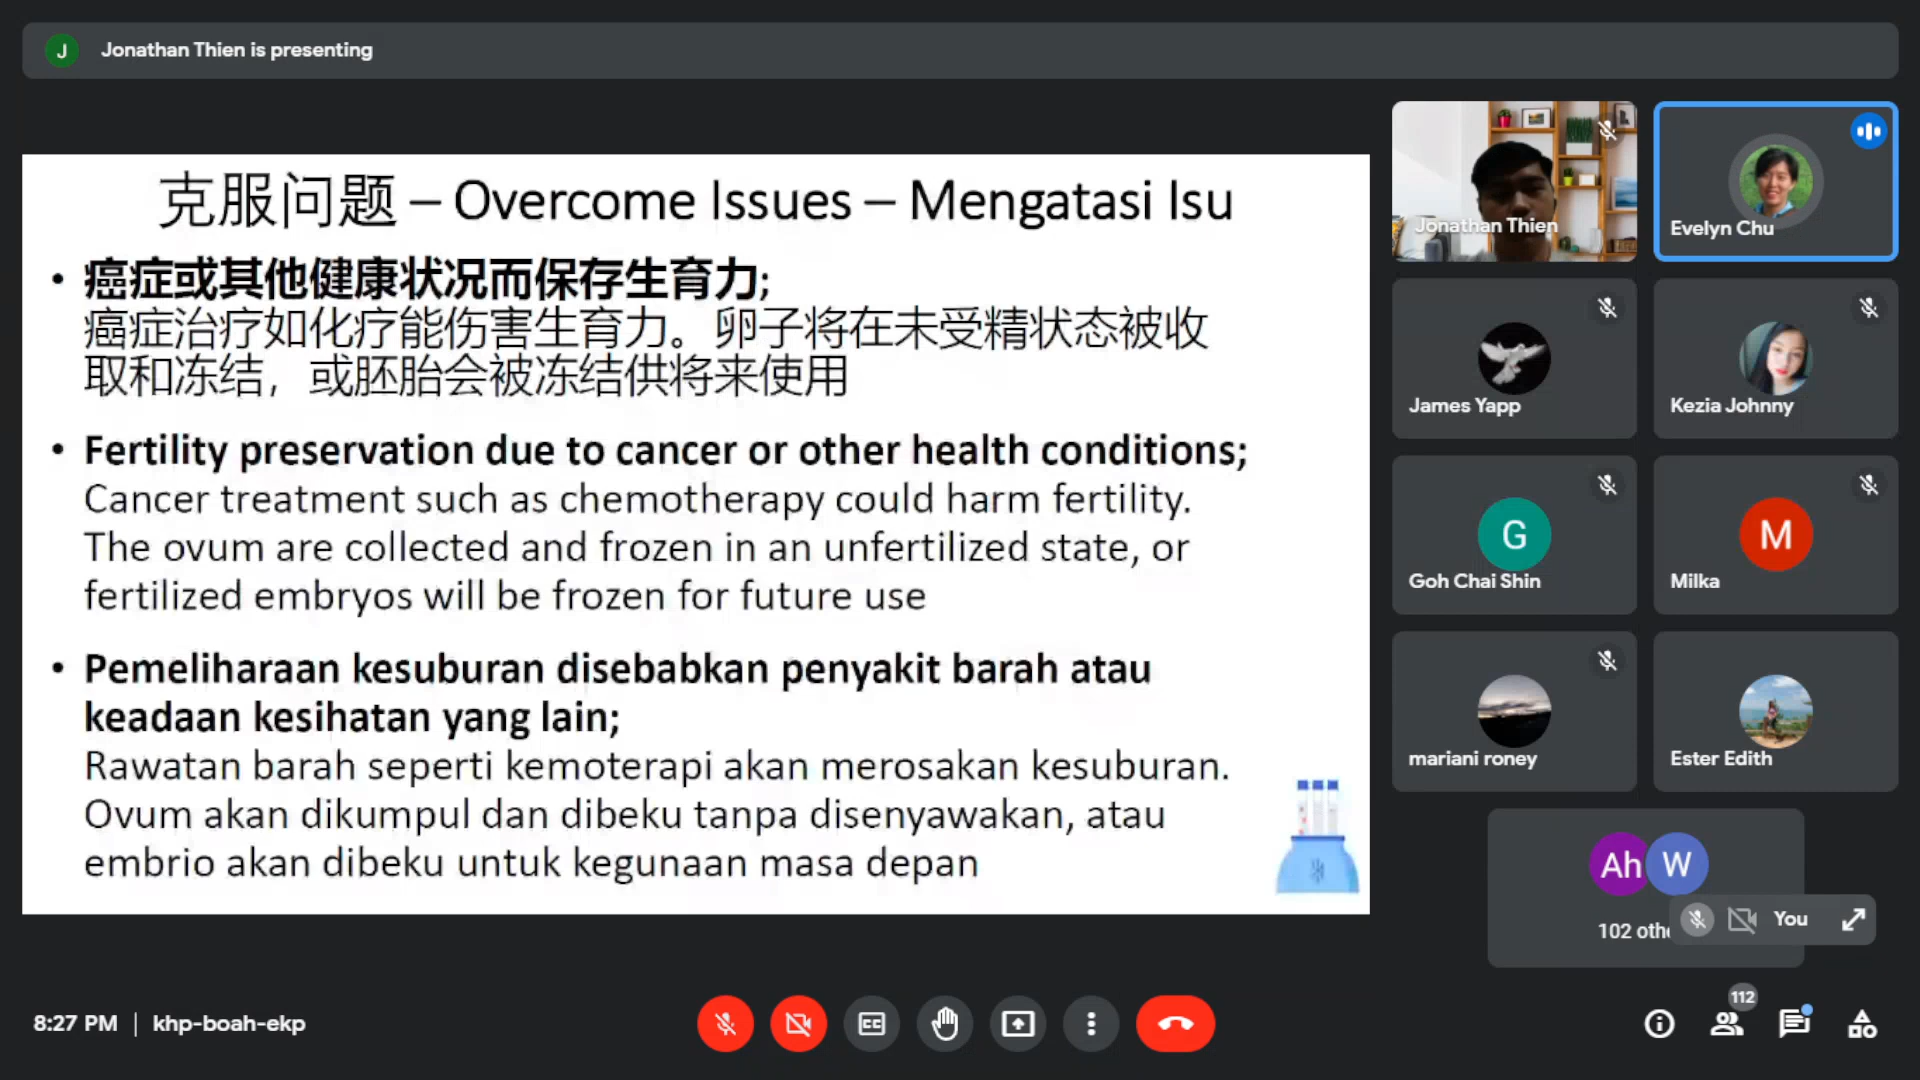 J
Jonathan Thien is presenting
克服问题 – Overcome Issues – Mengatasi Isu
• 癌症或其他健康状况而保存生育力;
癌症治疗如化疗能伤害生育力。卵子将在未受精状态被收
取和冻结，或胚胎会被冻结供将来使用
• Fertility preservation due to cancer or other health conditions;
Cancer treatment such as chemotherapy could harm fertility.
The ovum are collected and frozen in an unfertilized state, or
fertilized embryos will be frozen for future use
• Pemeliharaan kesuburan disebabkan penyakit barah atau
keadaan kesihatan yang lain;
Rawatan barah seperti kemoterapi akan merosakan kesuburan.
Ovum akan dikumpul dan dibeku tanpa disenyawakan, atau
embrio akan dibeku untuk kegunaan masa depan
Jonathan Thien
Evelyn Chu
James Yapp
Kezia Johnny
G
Goh Chai Shin
M
Milka
mariani roney
Ester Edith
Ah W
102 othe
You
8:27 PM | khp-boah-ekp
CC
112